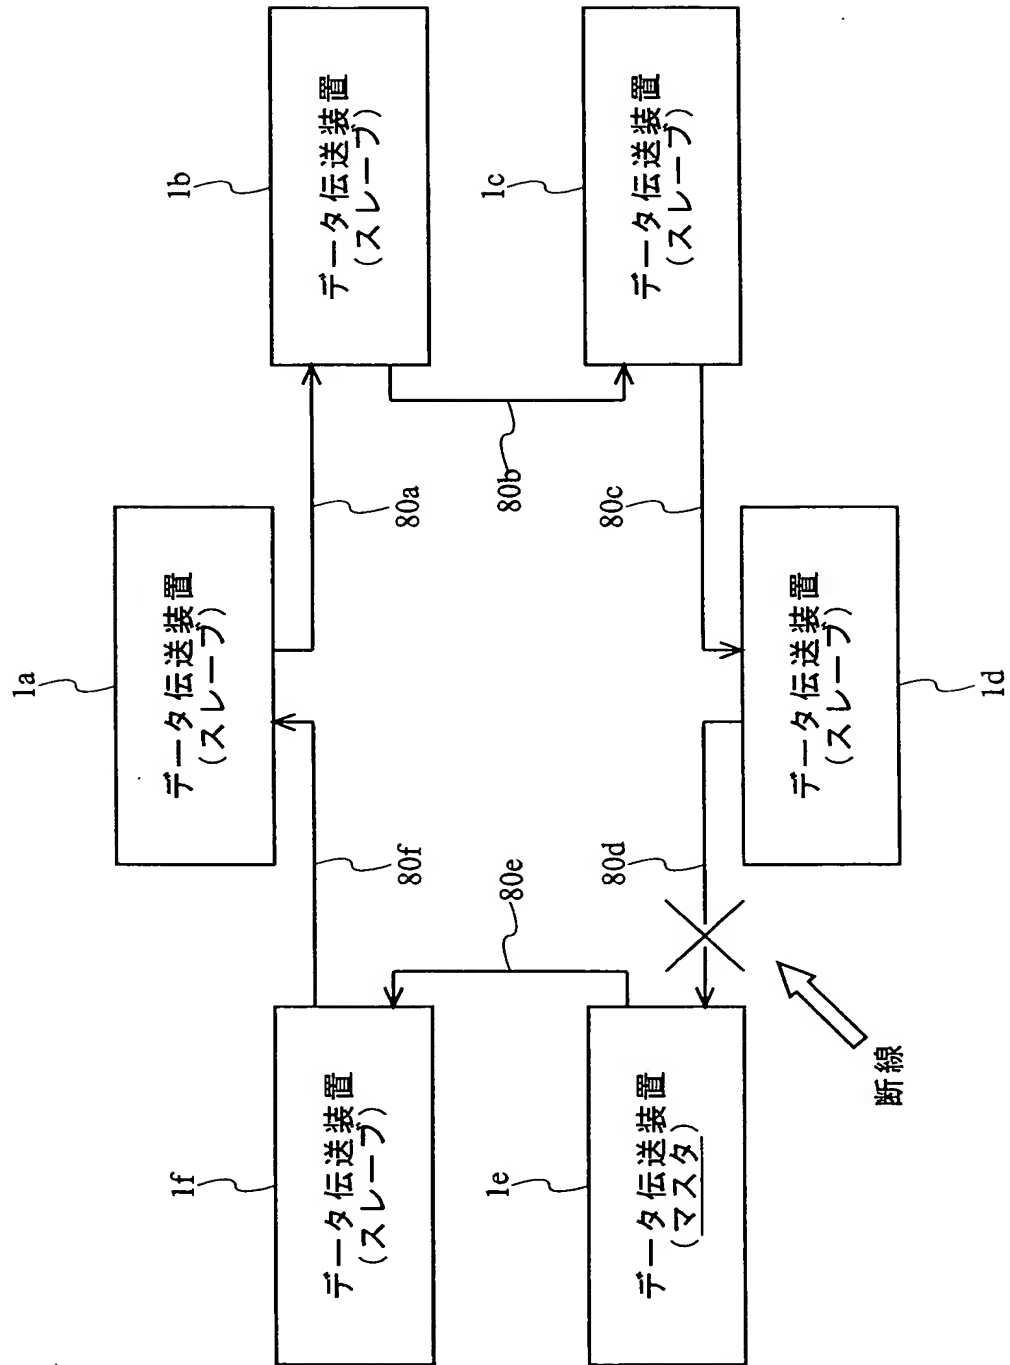 1a
データ伝送装置
(スレーブ)
1b
データ伝送装置
(スレーブ)
1c
データ伝送装置
(スレーブ)
1d
データ伝送装置
(スレーブ)
1e
データ伝送装置
(マスタ)
1f
データ伝送装置
(スレーブ)
80a
80b
80c
80d
80e
80f
断線